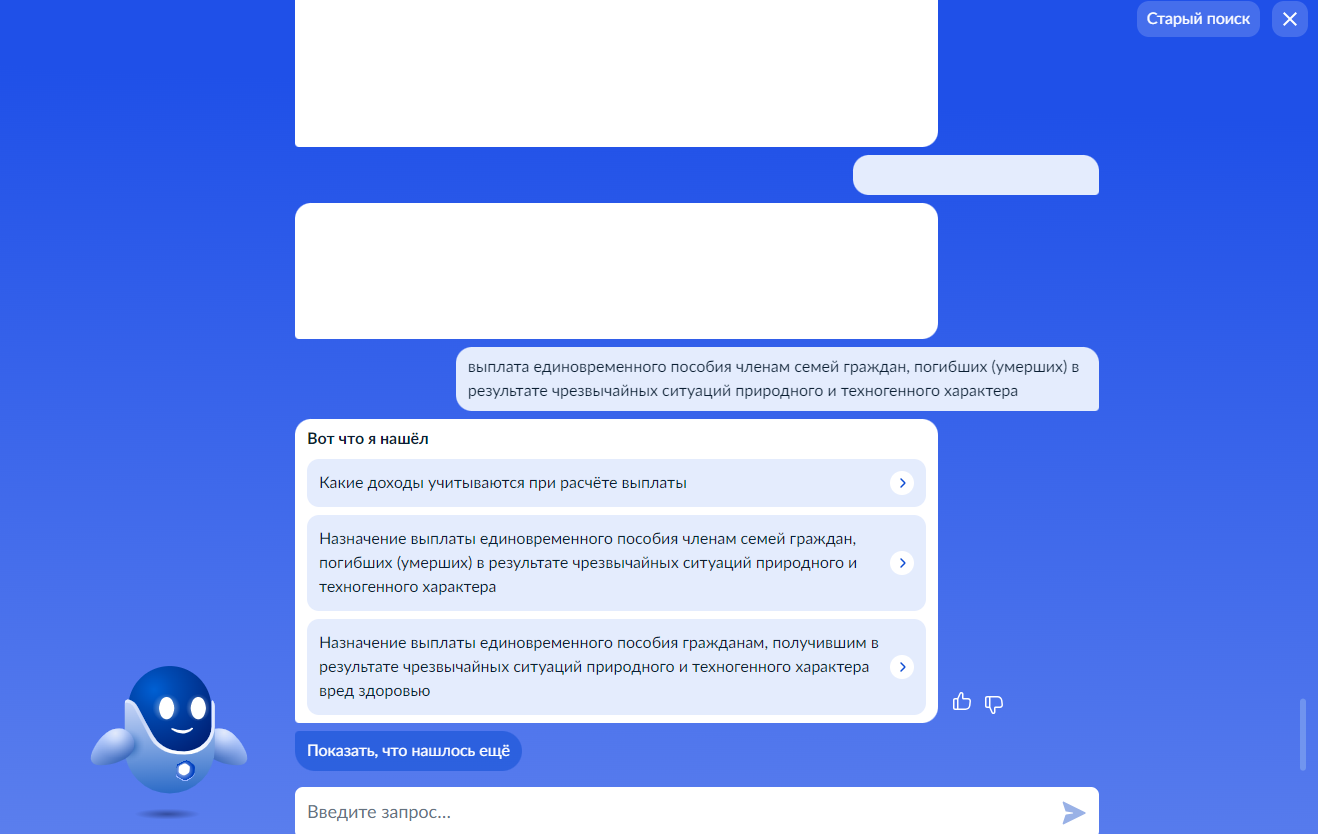 Старый поиск
выплата единовременного пособия членам семей граждан, погибших (умерших) в
результате чрезвычайных ситуаций природного и техногенного характера
Вот что я нашёл
Какие доходы учитываются при расчёте выплаты
Назначение выплаты единовременного пособия членам семей граждан,
погибших (умерших) в результате чрезвычайных ситуаций природного и
техногенного характера
Назначение выплаты единовременного пособия гражданам, получившим в
результате чрезвычайных ситуаций природного и техногенного характера
вред здоровью
Показать, что нашлось ещё
Введите запрос...